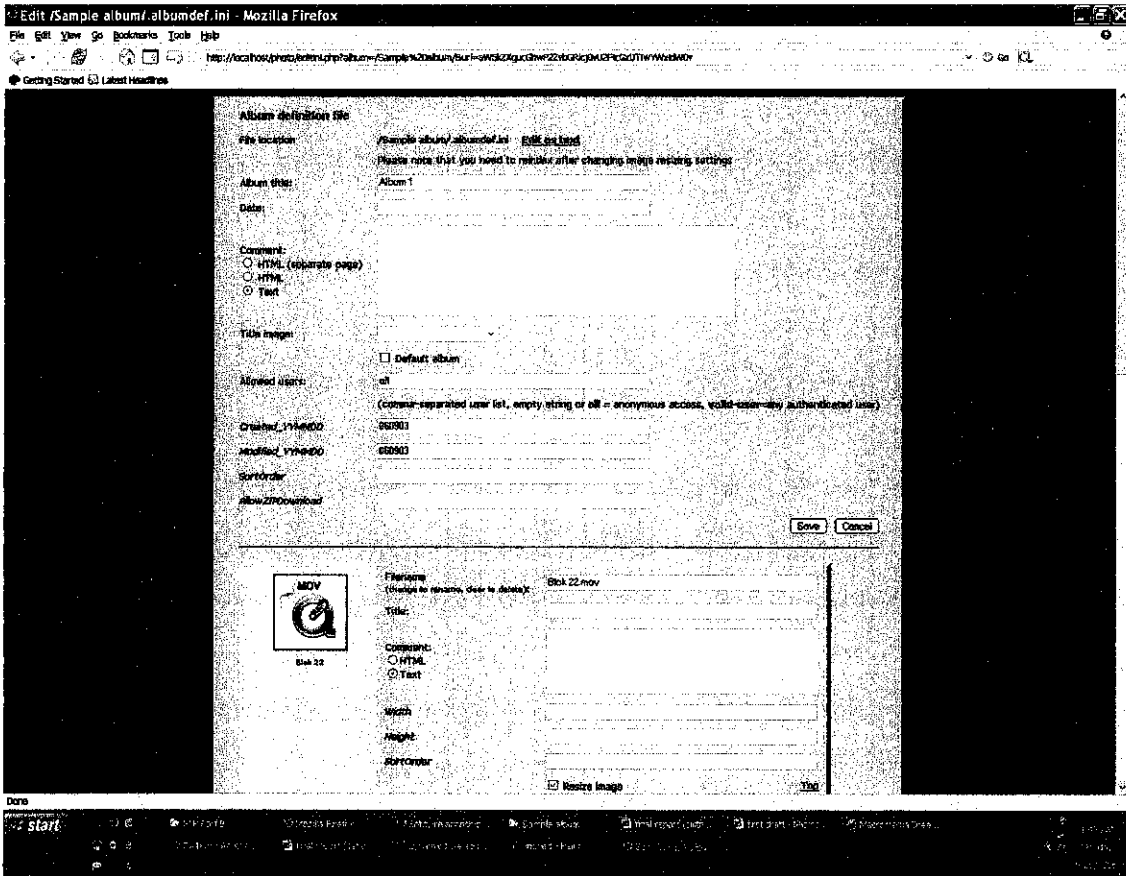 Edit /Sample album/.albumdef.ini - Mozilla Firefox
File Edit View Go Bookmarks Tools Help
Go
Getting Started Latest Headlines
Album definition file
File location /Sample album/.albumdef.ini Edit as text
Please note that you need to reindex after changing image resizing settings
Album title: Album 1
Date:
Comment:
HTML (separate page)
HTML
Text
Title image:
Default album
Allowed users: all
(comma-separated user list, empty string or all = anonymous access, valid-user=any authenticated user)
Created_YYMMDD 060903
Modified_YYMMDD 060903
SortOrder
AllowZIPDownload
Save Cancel
MOV
Blok 22
Filename Blok 22.mov
(change to rename, clear to delete):
Title:
Comment:
HTML
Text
Width
Height
SortOrder
Resize image Top
Done
start